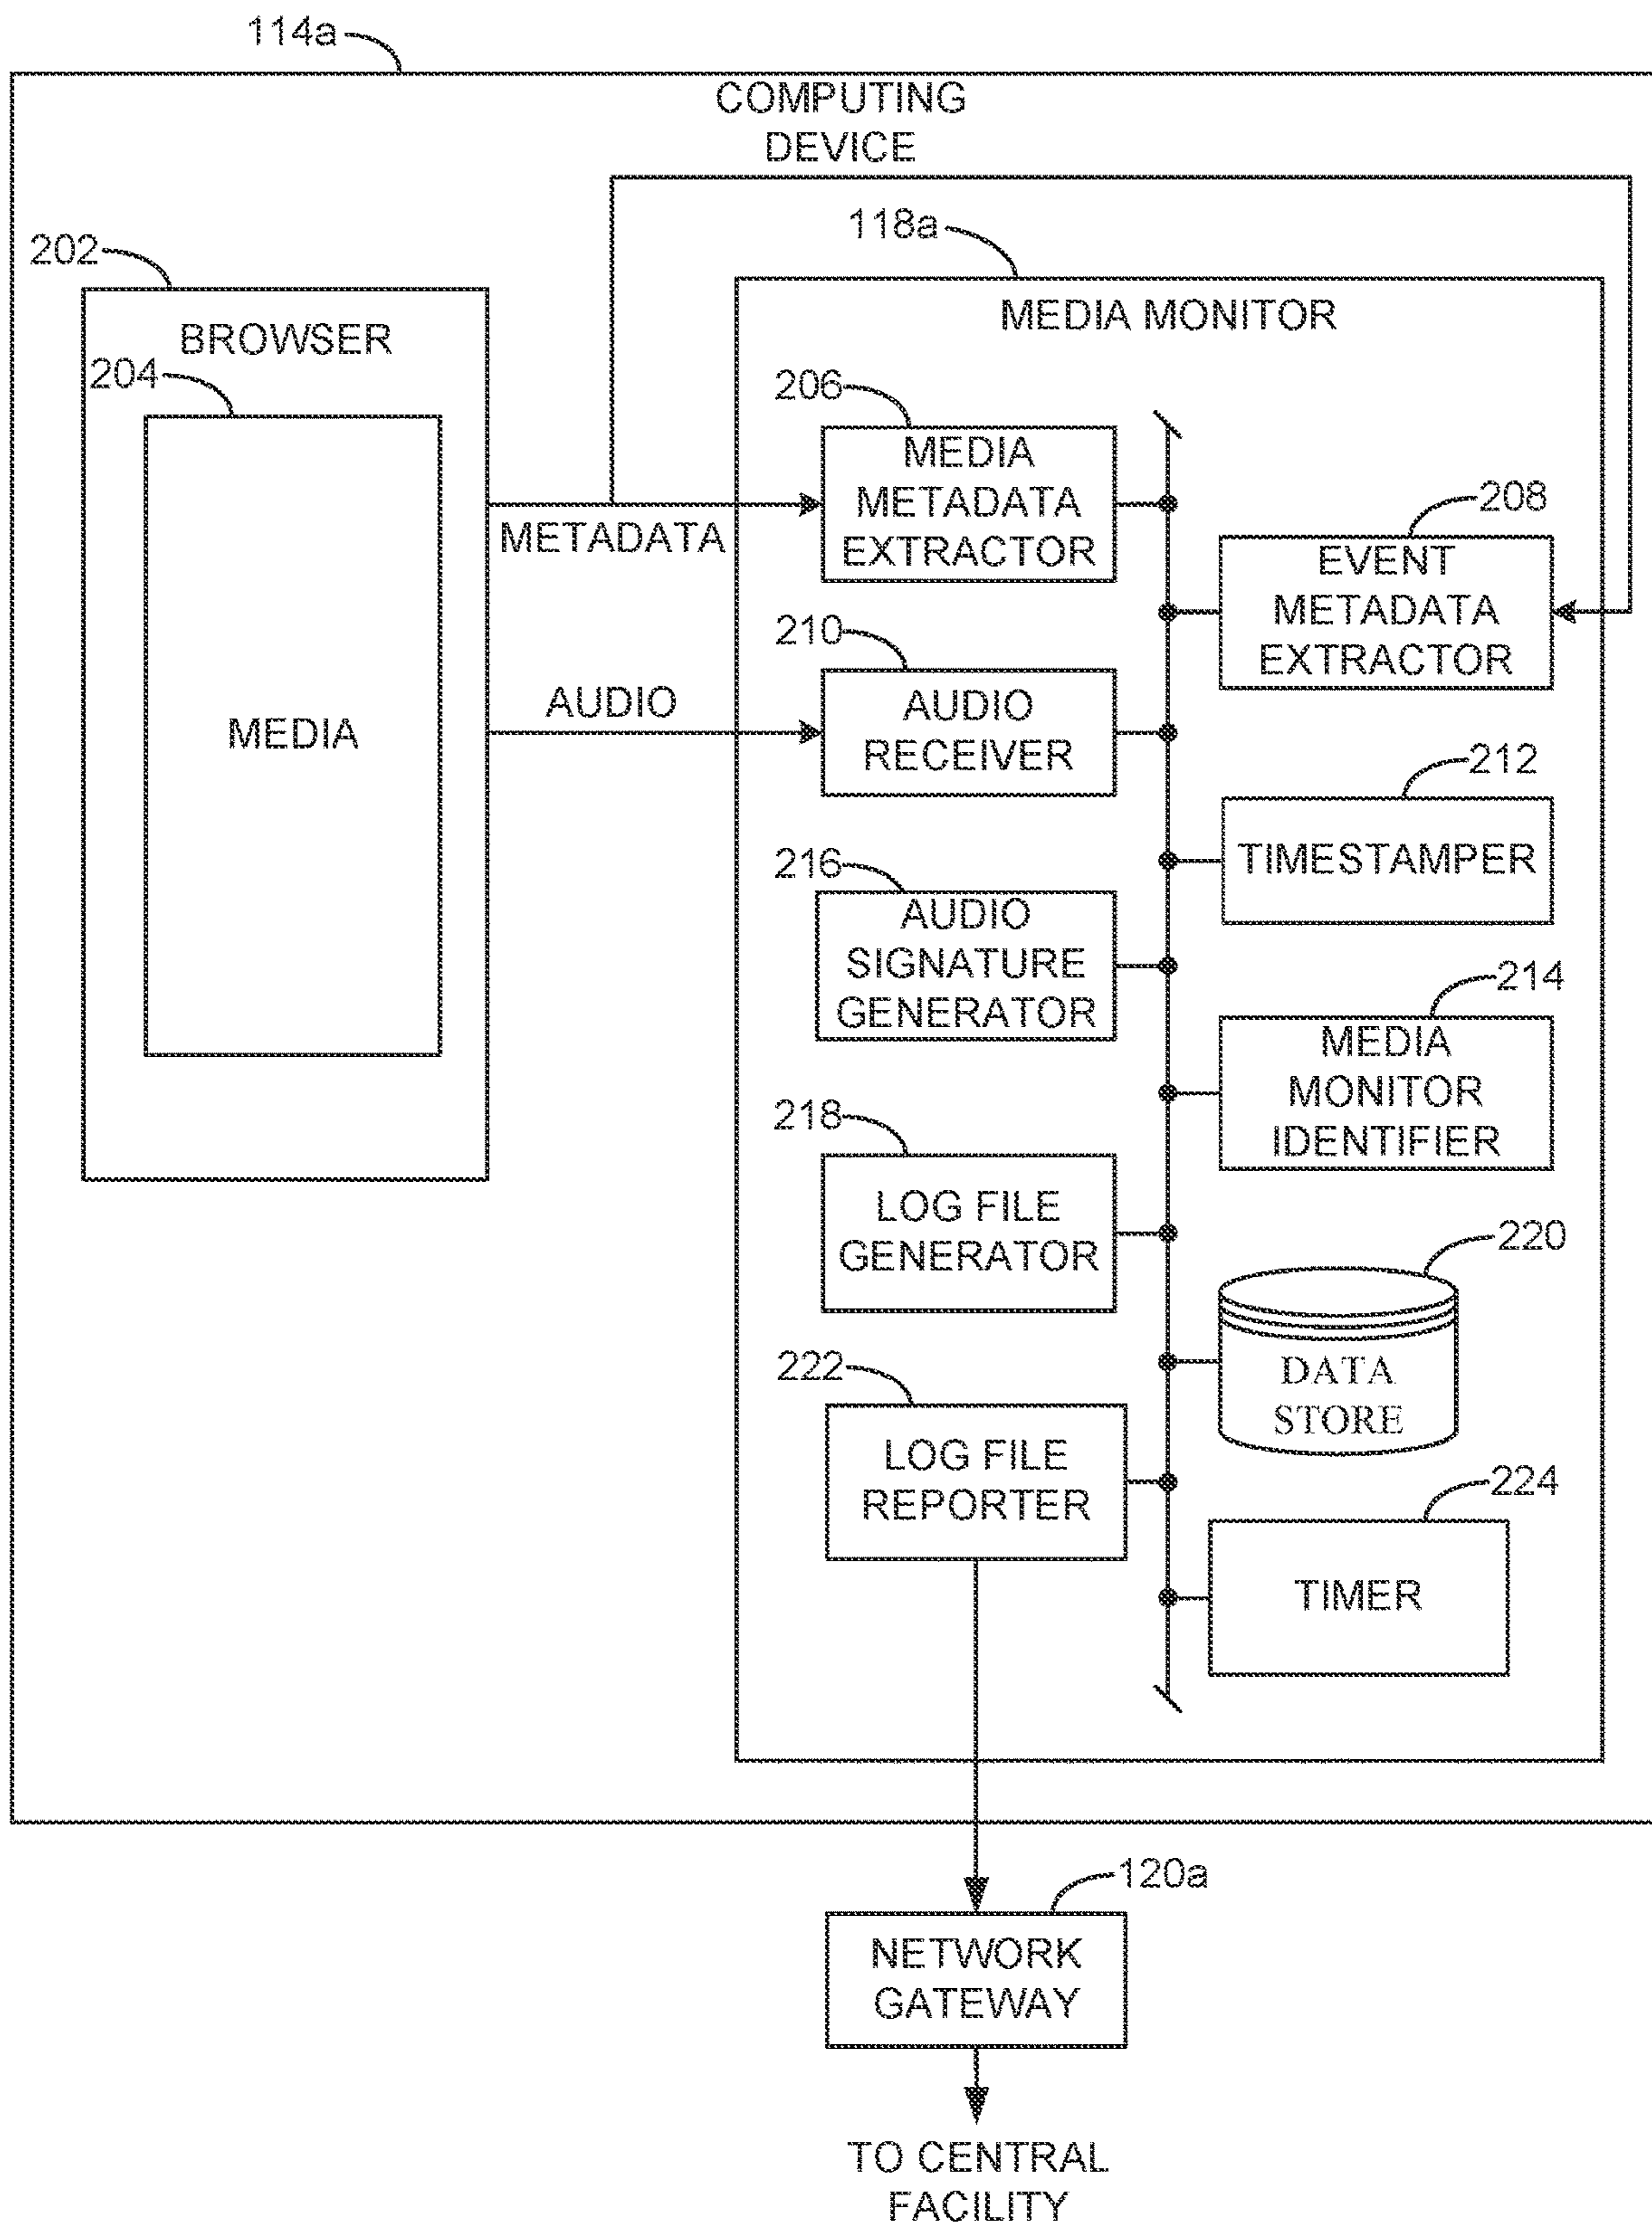 114a
COMPUTING
DEVICE
118a
202
MEDIA MONITOR
BROWSER
204
206
MEDIA
METADATA
EXTRACTOR
METADATA
208
EVENT
METADATA
EXTRACTOR
210
AUDIO
AUDIO
RECEIVER
MEDIA
212
TIMESTAMPER
216
AUDIO
SIGNATURE
GENERATOR
214
MEDIA
MONITOR
IDENTIFIER
218
LOG FILE
GENERATOR
220
DATA
STORE
222
LOG FILE
REPORTER
224
TIMER
120a
NETWORK
GATEWAY
TO CENTRAL
FACILITY